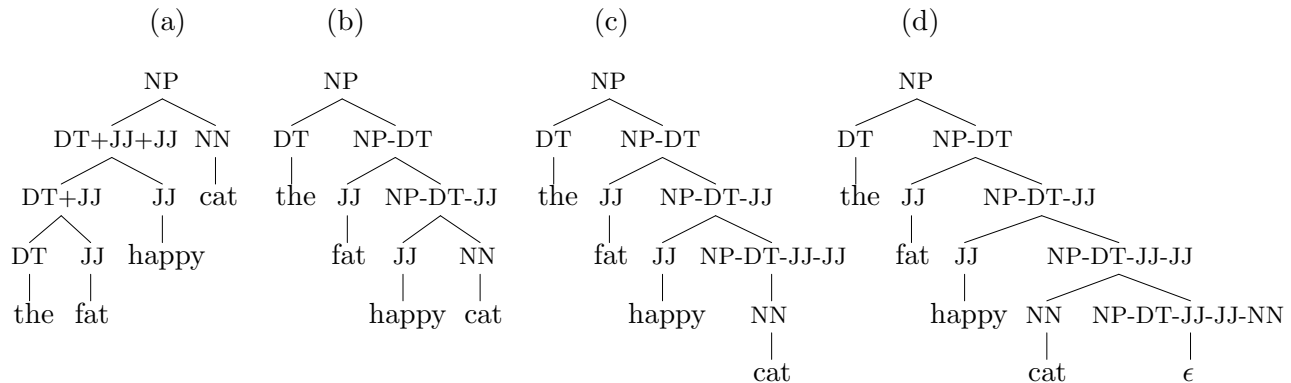 (a) (b) (c) (d)
NP NP NP NP
DT+JJ+JJ NN DT NP-DT DT NP-DT DT NP-DT
DT+JJ JJ cat the JJ NP-DT-JJ the JJ NP-DT-JJ the JJ NP-DT-JJ
DT JJ happy fat JJ NN fat JJ NP-DT-JJ-JJ fat JJ NP-DT-JJ-JJ
the fat happy cat happy NN happy NN NP-DT-JJ-JJ-NN
cat cat ϵ